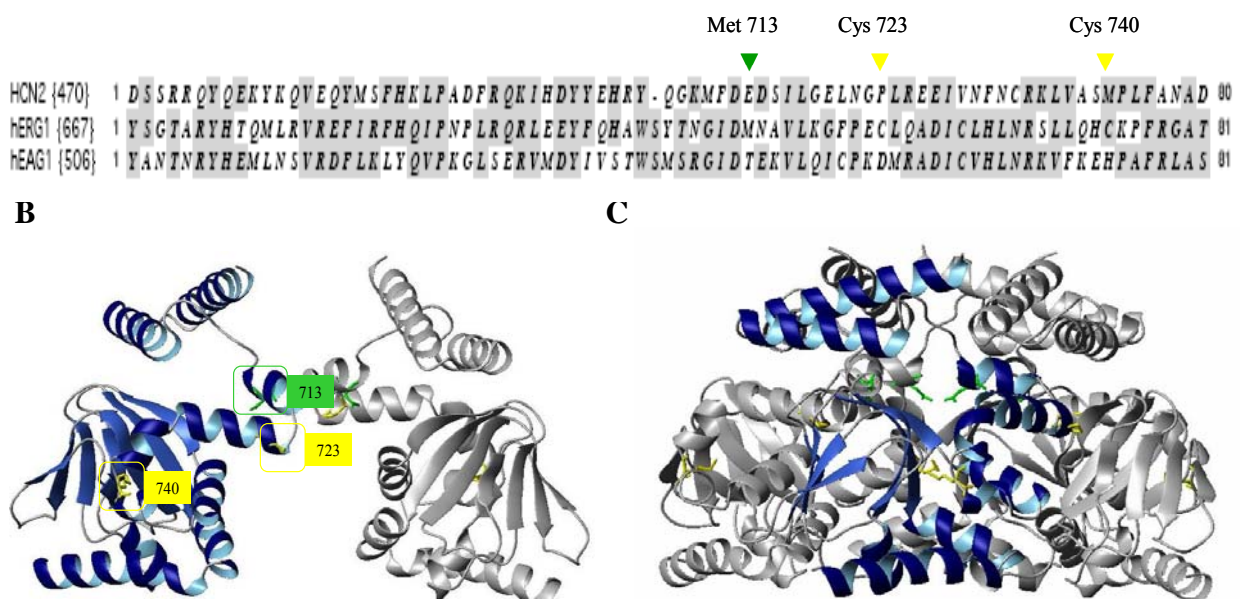 Met 713 Cys 723 Cys 740
HCN2 {470} 1 DSSRRQYQEKYKQVEQYMSFHKLPADFRQKIHDYYEHRY-QGKMFDEDSILGELNGPLREEIVNFNCRKLVASMPLFANAD 80
hERG1 {667} 1 YSGTARYHTQMLRVREFIRFHQIPNPLRQRLEEYFQHAWSYTNGIDMNAVLKGFPECLQADICLHLNRSLLQHCKPFRGAT 81
hEAG1 {506} 1 YANTNRYHEMLNSVRDFLKLYQVPKGLSERVMDYIVSTWSMSRGIDTEKVLQICPKDMRADICVHLNRKVFKEHPAFRLAS 81
B
C
713
723
740